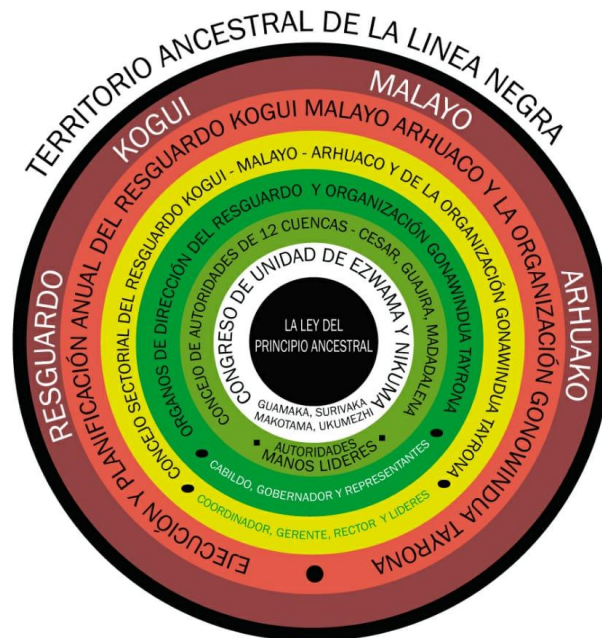 TERRITORIO ANCESTRAL DE LA LINEA NEGRA
RESGUARDO KOGUI MALAYO ARHUAKO
EJECUCIÓN Y PLANIFICACIÓN ANUAL DEL RESGUARDO KOGUI MALAYO ARHUACO Y LA ORGANIZACIÓN GONOWINDUA TAYRONA
CONCEJO SECTORIAL DEL RESGUARDO KOGUI - MALAYO - ARHUACO Y DE LA ORGANIZACIÓN GONAWINDUA TAYRONA
COORDINADOR, GERENTE, RECTOR Y LIDERES
ORGANOS DE DIRECCIÓN DEL RESGUARDO Y ORGANIZACIÓN GONAWINDUA TAYRONA
CABILDO, GOBERNADOR Y REPRESENTANTES
CONCEJO DE AUTORIDADES DE 12 CUENCAS - CESAR, GUAJIRA, MADADALENA
AUTORIDADES
MANOS LIDERES
CONGRESO DE UNIDAD DE EZWAMA Y NIKUMA
GUAMAKA, SURIVAKA
MAKOTAMA, UKUMEZHI
LA LEY DEL
PRINCIPIO ANCESTRAL